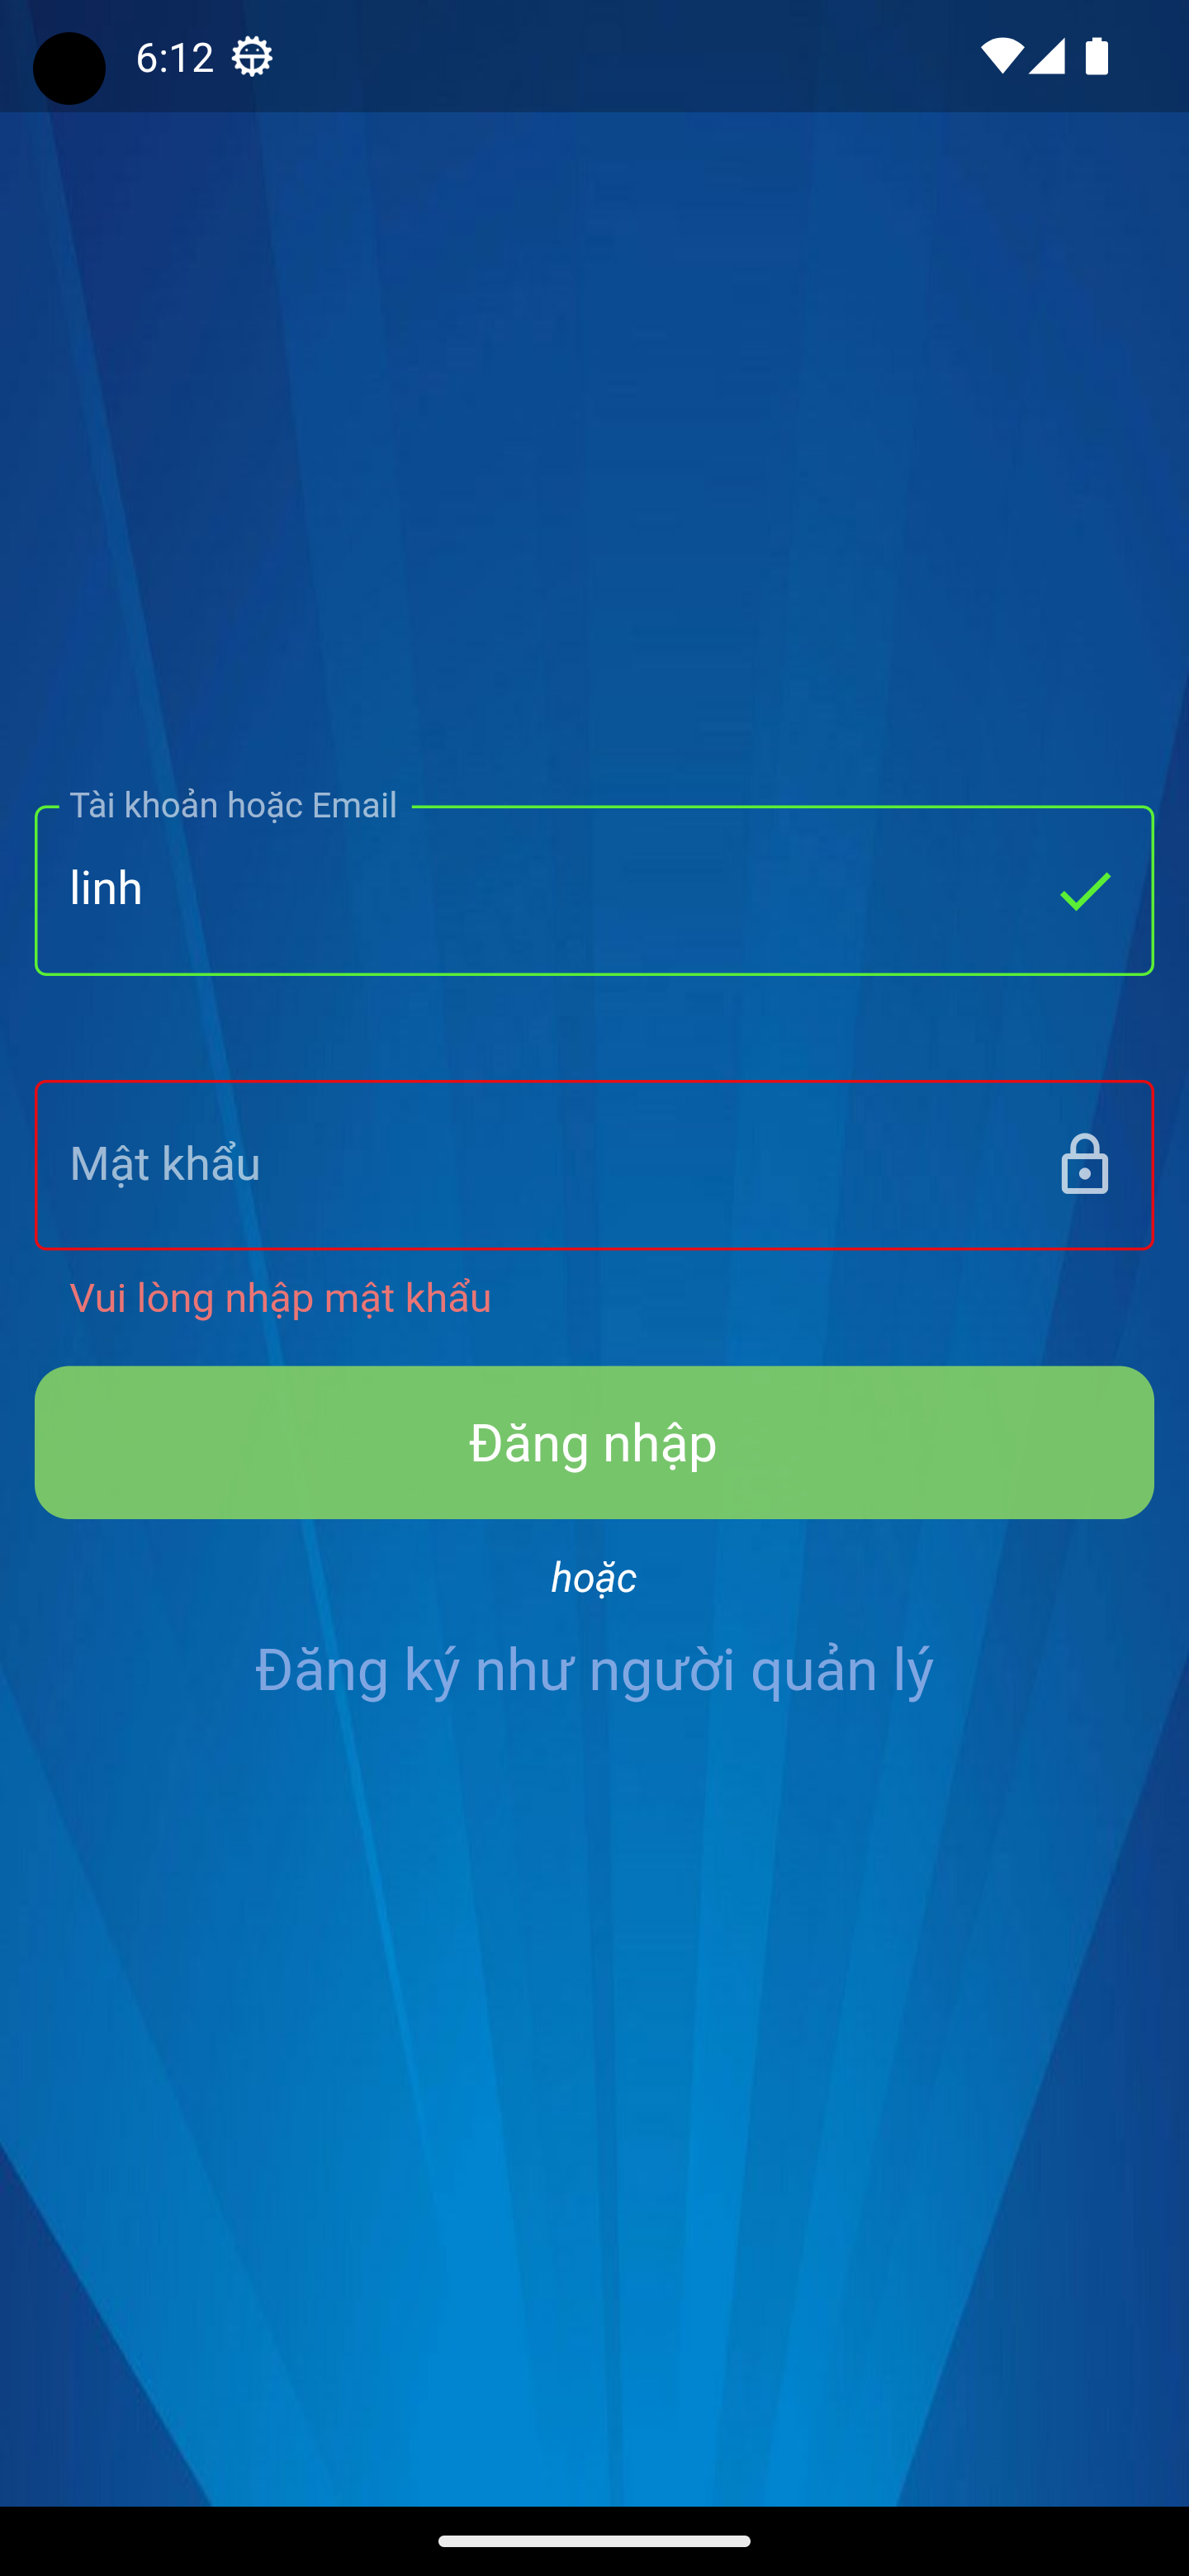 6:12
Tài khoản hoặc Email
linh
Mật khẩu
Vui lòng nhập mật khẩu
Đăng nhập
hoặc
Đăng ký như người quản lý